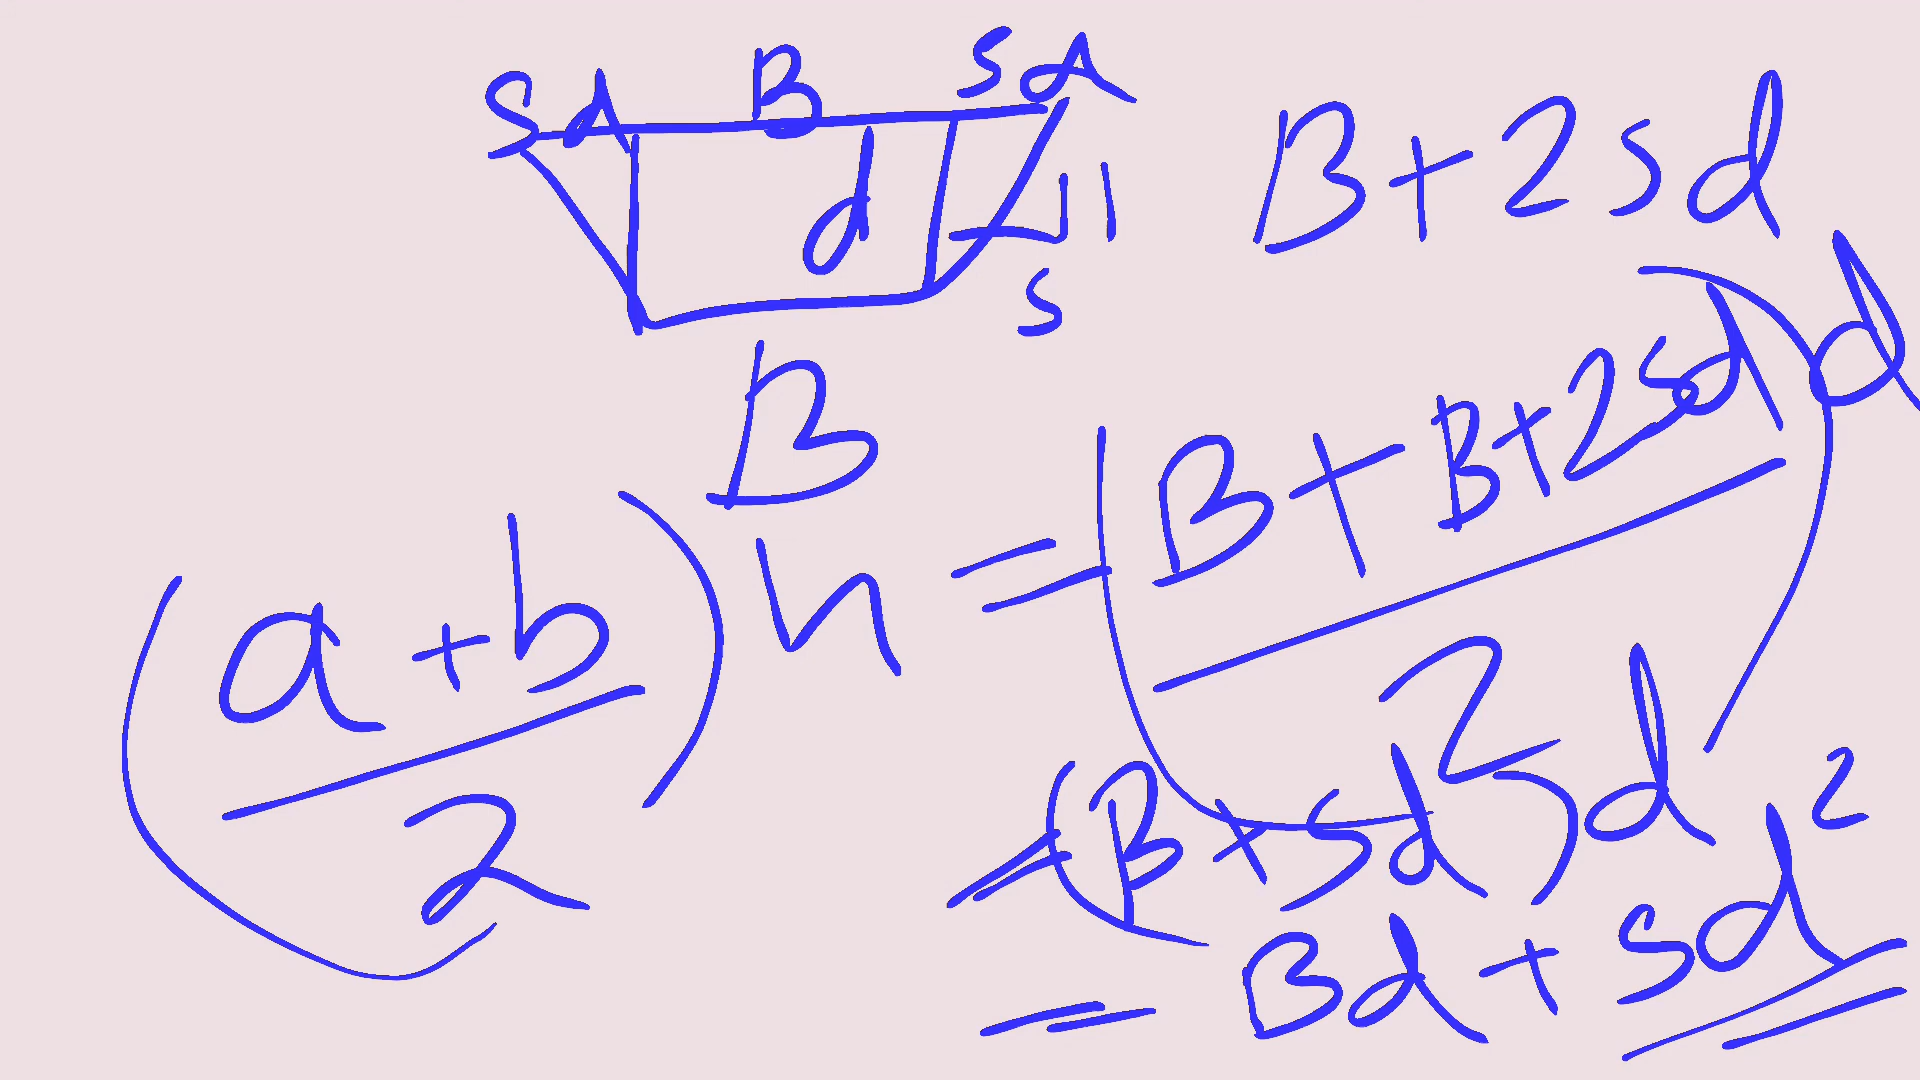 sd B sd
d 1
s
B
B + 2sd
(a + b / 2) h = (B + B + 2sd / 2) d
= (B + sd) d
= Bd + sd²